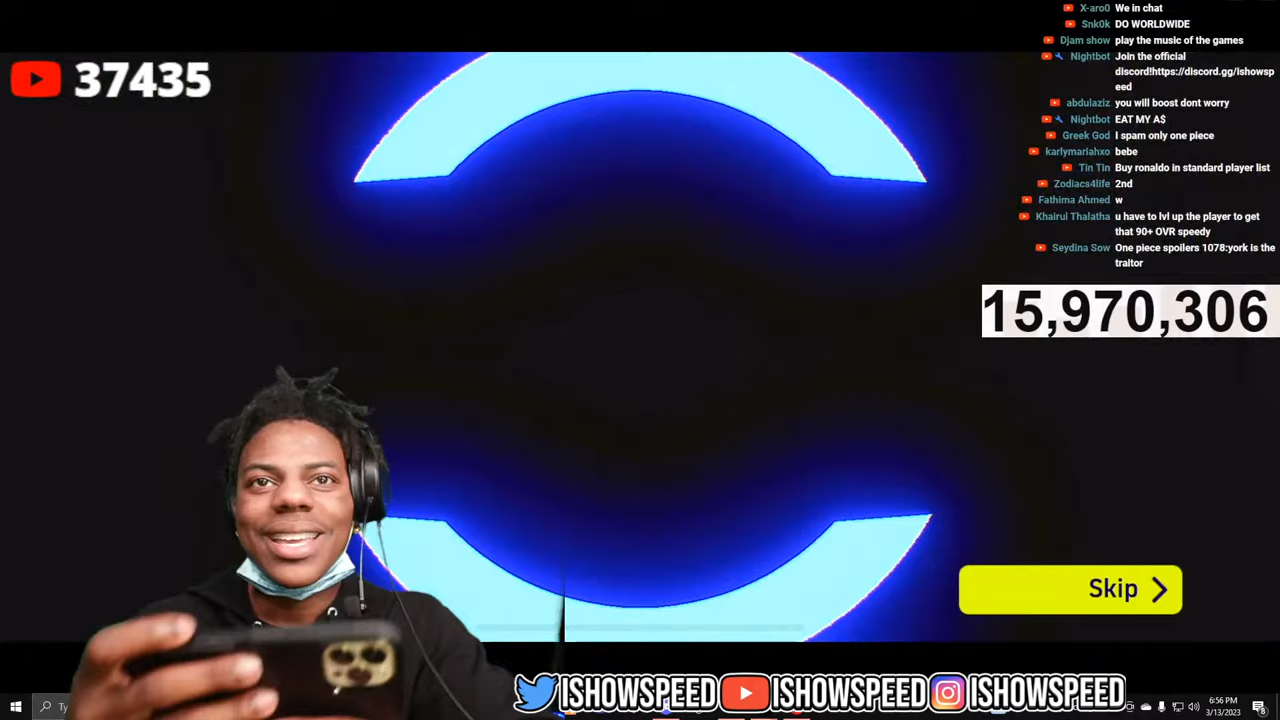 37435
X-aro0 We in chat
Snk0k DO WORLDWIDE
Djam show play the music of the games
Nightbot Join the official
discord!https://discord.gg/ishowsp
eed
abdulaziz you will boost dont worry
Nightbot EAT MY A$
Greek God I spam only one piece
karlymariahxo bebe
Tin Tin Buy ronaldo in standard player list
Zodiacs4life 2nd
Fathima Ahmed w
Khairul Thalatha u have to lvl up the player to get
that 90+ OVR speedy
Seydina Sow One piece spoilers 1078:york is the
traitor
15,970,306
Skip
ISHOWSPEED ISHOWSPEED ISHOWSPEED
Ty
6:56 PM
3/13/2023